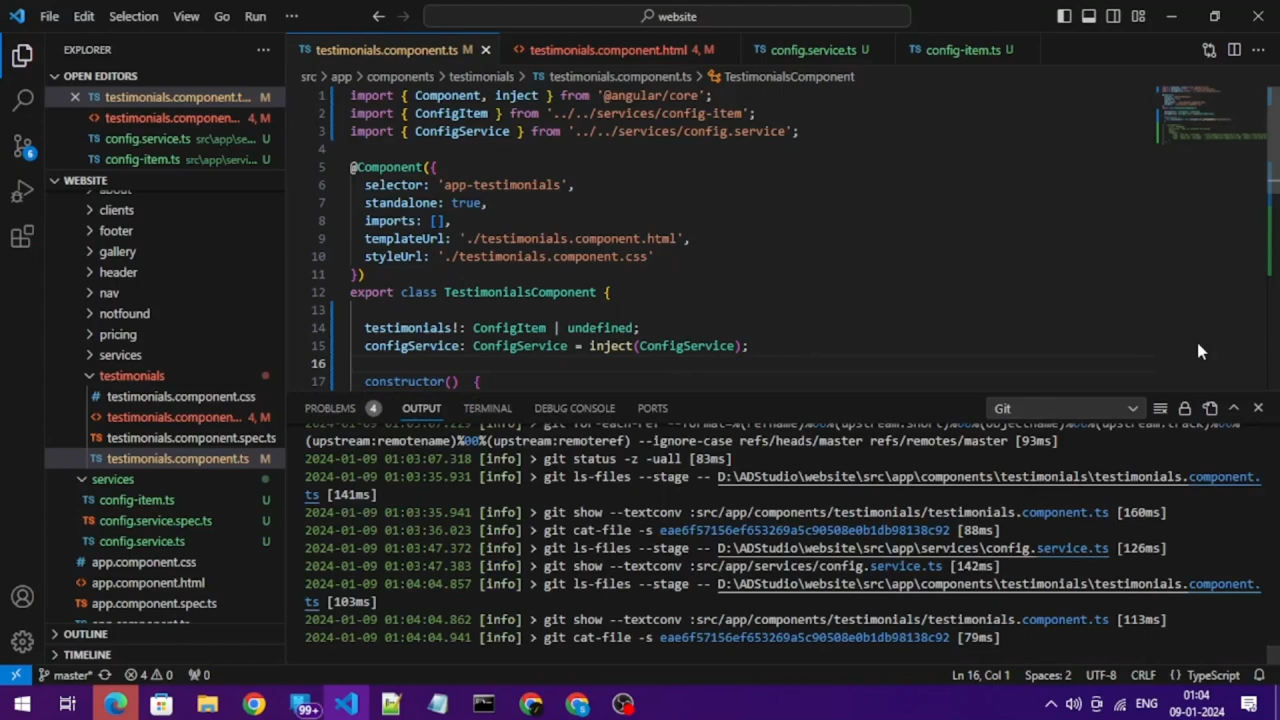 File Edit Selection View Go Run ··· website
EXPLORER ···
OPEN EDITORS
testimonials.component.t... M
testimonials.componen... 4, M
config.service.ts src\app\se... U
config-item.ts src\app\servi... U
WEBSITE
about
clients
footer
gallery
header
nav
notfound
pricing
services
testimonials
# testimonials.component.css
testimonials.componen... 4, M
TS testimonials.component.spec.ts
TS testimonials.component.ts M
services
TS config-item.ts U
TS config.service.spec.ts U
TS config.service.ts U
# app.component.css
<> app.component.html
TS app.component.spec.ts
OUTLINE
TIMELINE
TS testimonials.component.ts M testimonials.component.html 4, M TS config.service.ts U TS config-item.ts U
src > app > components > testimonials > TS testimonials.component.ts > TestimonialsComponent
1 import { Component, inject } from '@angular/core';
2 import { ConfigItem } from '../../services/config-item';
3 import { ConfigService } from '../../services/config.service';
4
5 @Component({
6 selector: 'app-testimonials',
7 standalone: true,
8 imports: [],
9 templateUrl: './testimonials.component.html',
10 styleUrl: './testimonials.component.css'
11 })
12 export class TestimonialsComponent {
13
14 testimonials!: ConfigItem | undefined;
15 configService: ConfigService = inject(ConfigService);
16
17 constructor() {
PROBLEMS 4 OUTPUT TERMINAL DEBUG CONSOLE PORTS Git
(upstream:remotename)%00%(upstream:remoteref) --ignore-case refs/heads/master refs/remotes/master [93ms]
2024-01-09 01:03:07.318 [info] > git status -z -uall [83ms]
2024-01-09 01:03:35.931 [info] > git ls-files --stage -- D:\ADStudio\website\src\app\components\testimonials\testimonials.component.
ts [141ms]
2024-01-09 01:03:35.941 [info] > git show --textconv :src/app/components/testimonials/testimonials.component.ts [160ms]
2024-01-09 01:03:36.023 [info] > git cat-file -s eae6f57156ef653269a5c90508e0b1db98138c92 [88ms]
2024-01-09 01:03:47.372 [info] > git ls-files --stage -- D:\ADStudio\website\src\app\services\config.service.ts [126ms]
2024-01-09 01:03:47.383 [info] > git show --textconv :src/app/services/config.service.ts [142ms]
2024-01-09 01:04:04.857 [info] > git ls-files --stage -- D:\ADStudio\website\src\app\components\testimonials\testimonials.component.
ts [103ms]
2024-01-09 01:04:04.862 [info] > git show --textconv :src/app/components/testimonials/testimonials.component.ts [113ms]
2024-01-09 01:04:04.941 [info] > git cat-file -s eae6f57156ef653269a5c90508e0b1db98138c92 [79ms]
master* 4 0 0 Ln 16, Col 1 Spaces: 2 UTF-8 CRLF {} TypeScript
99+ ENG 01:04
09-01-2024